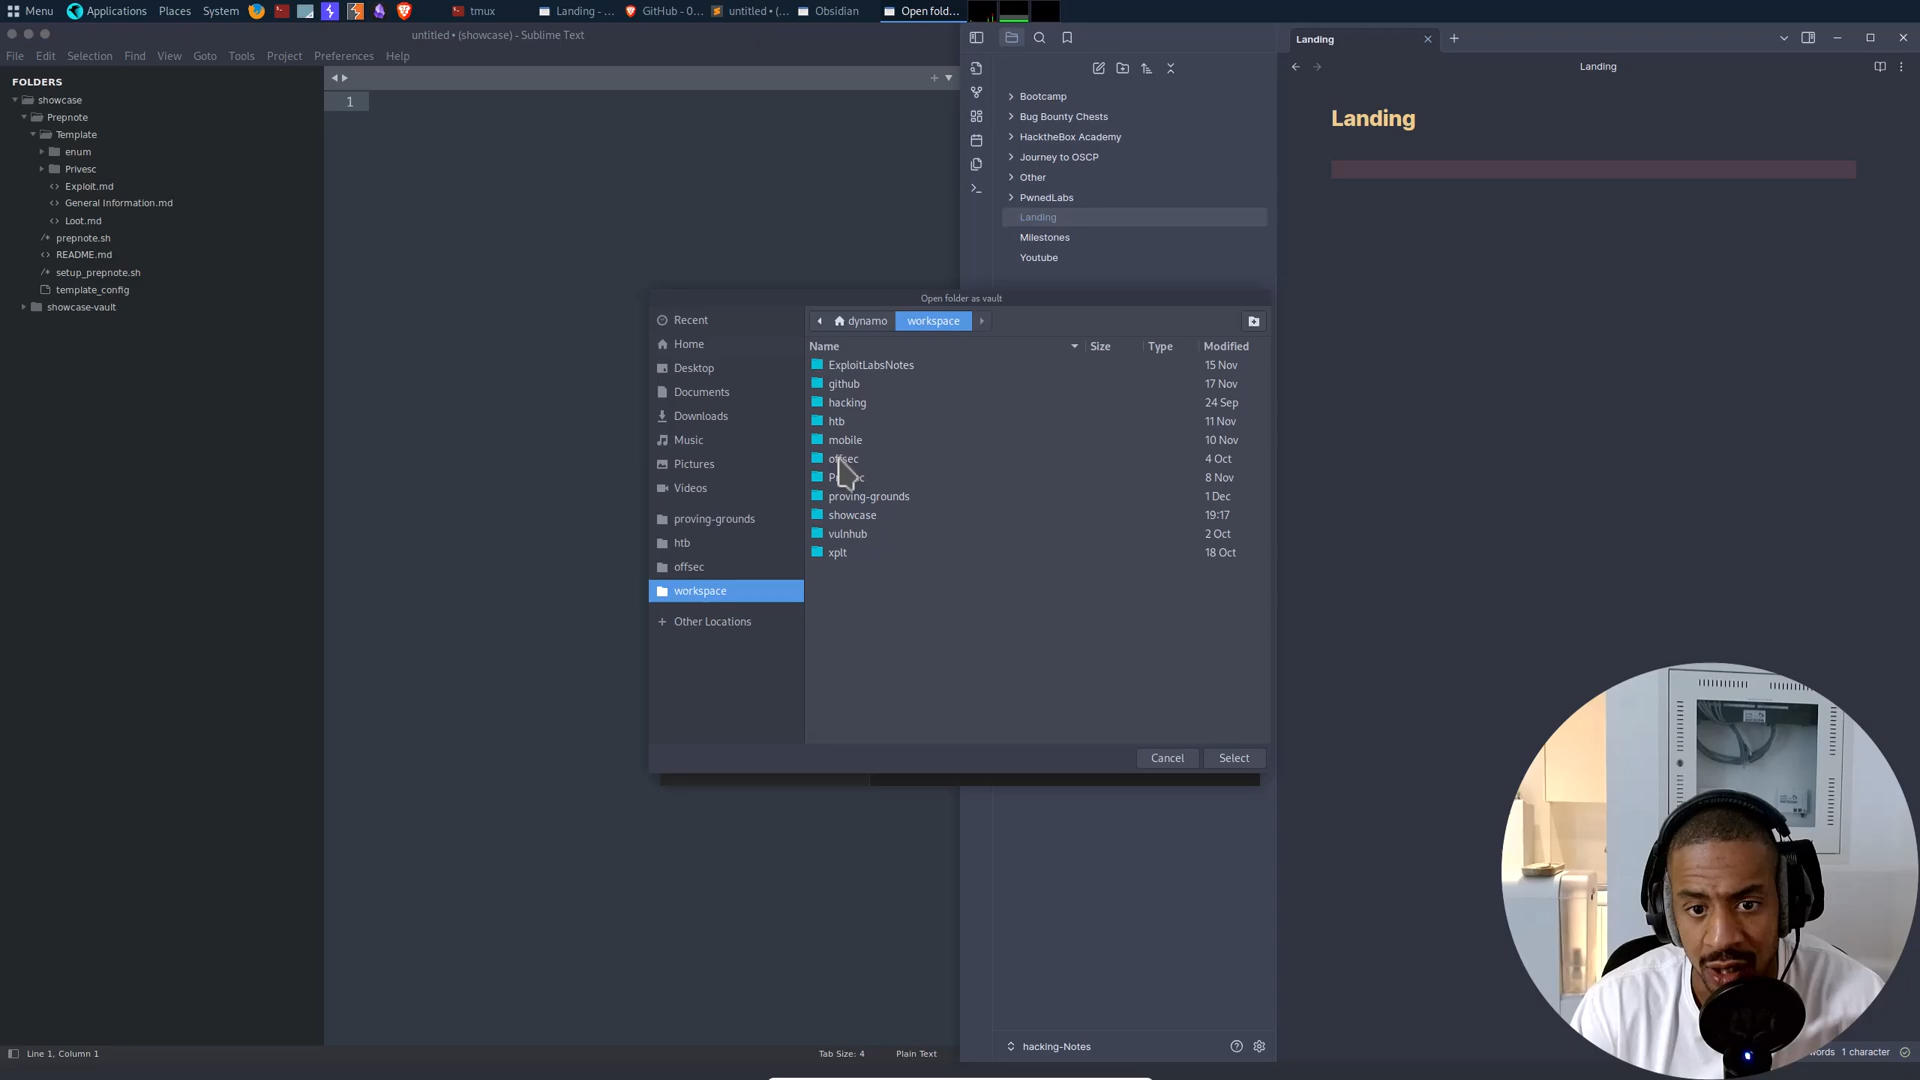 Menu Applications Places System tmux Landing - ... GitHub - 0... untitled • (... Obsidian Open fold...
untitled • (showcase) - Sublime Text
File Edit Selection Find View Goto Tools Project Preferences Help
FOLDERS
showcase
Prepnote
Template
enum
Privesc
Exploit.md
General Information.md
Loot.md
prepnote.sh
README.md
setup_prepnote.sh
template_config
showcase-vault
1
Line 1, Column 1
Tab Size: 4
Plain Text
Bootcamp
Bug Bounty Chests
HacktheBox Academy
Journey to OSCP
Other
PwnedLabs
Landing
Milestones
Youtube
hacking-Notes
Landing
Landing
Landing
Open folder as vault
Recent
Home
Desktop
Documents
Downloads
Music
Pictures
Videos
proving-grounds
htb
offsec
workspace
Other Locations
dynamo workspace
Name Size Type Modified
ExploitLabsNotes 15 Nov
github 17 Nov
hacking 24 Sep
htb 11 Nov
mobile 10 Nov
offsec 4 Oct
8 Nov
proving-grounds 1 Dec
showcase 19:17
vulnhub 2 Oct
xplt 18 Oct
Cancel Select
1 character